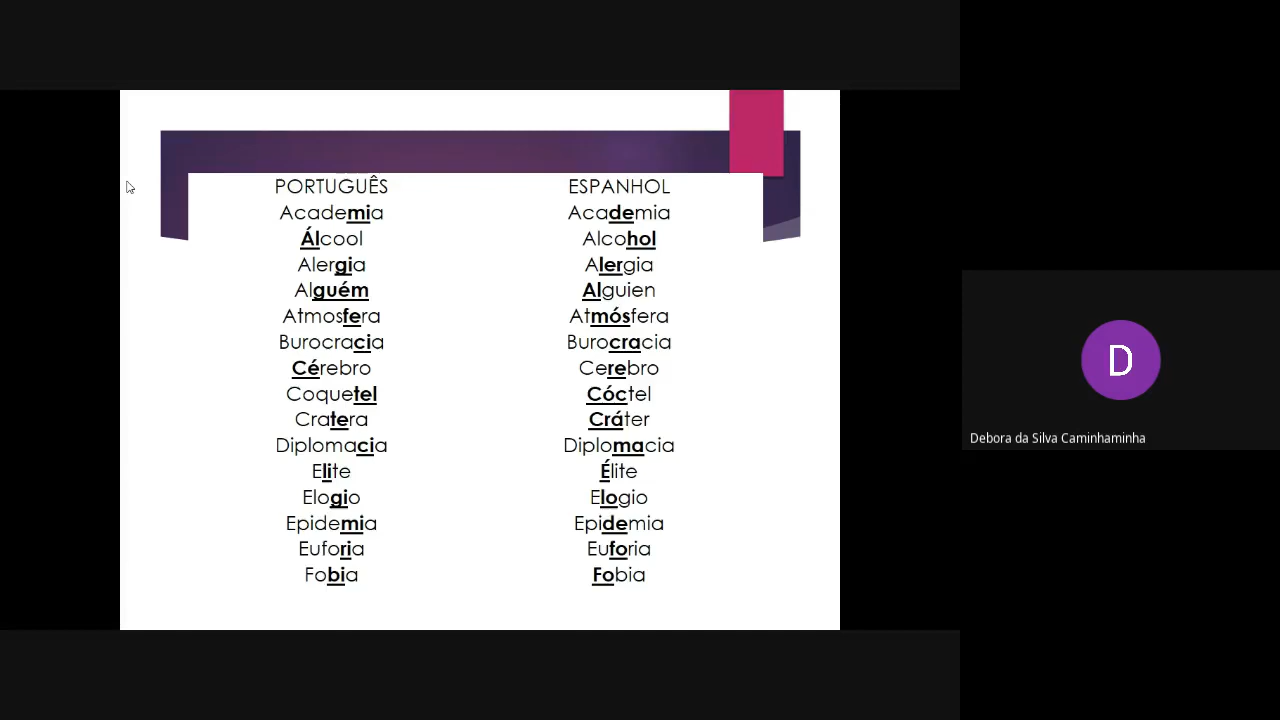 PORTUGUÊS ESPANHOL
Academia Academia
Álcool Alcohol
Alergia Alergia
Alguém Alguien
Atmosfera Atmósfera
Burocracia Burocracia
Cérebro Cerebro
Coquetel Cóctel
Cratera Cráter
Diplomacia Diplomacia
Elite Élite
Elogio Elogio
Epidemia Epidemia
Euforia Euforia
Fobia Fobia
D
Debora da Silva Caminhaminha